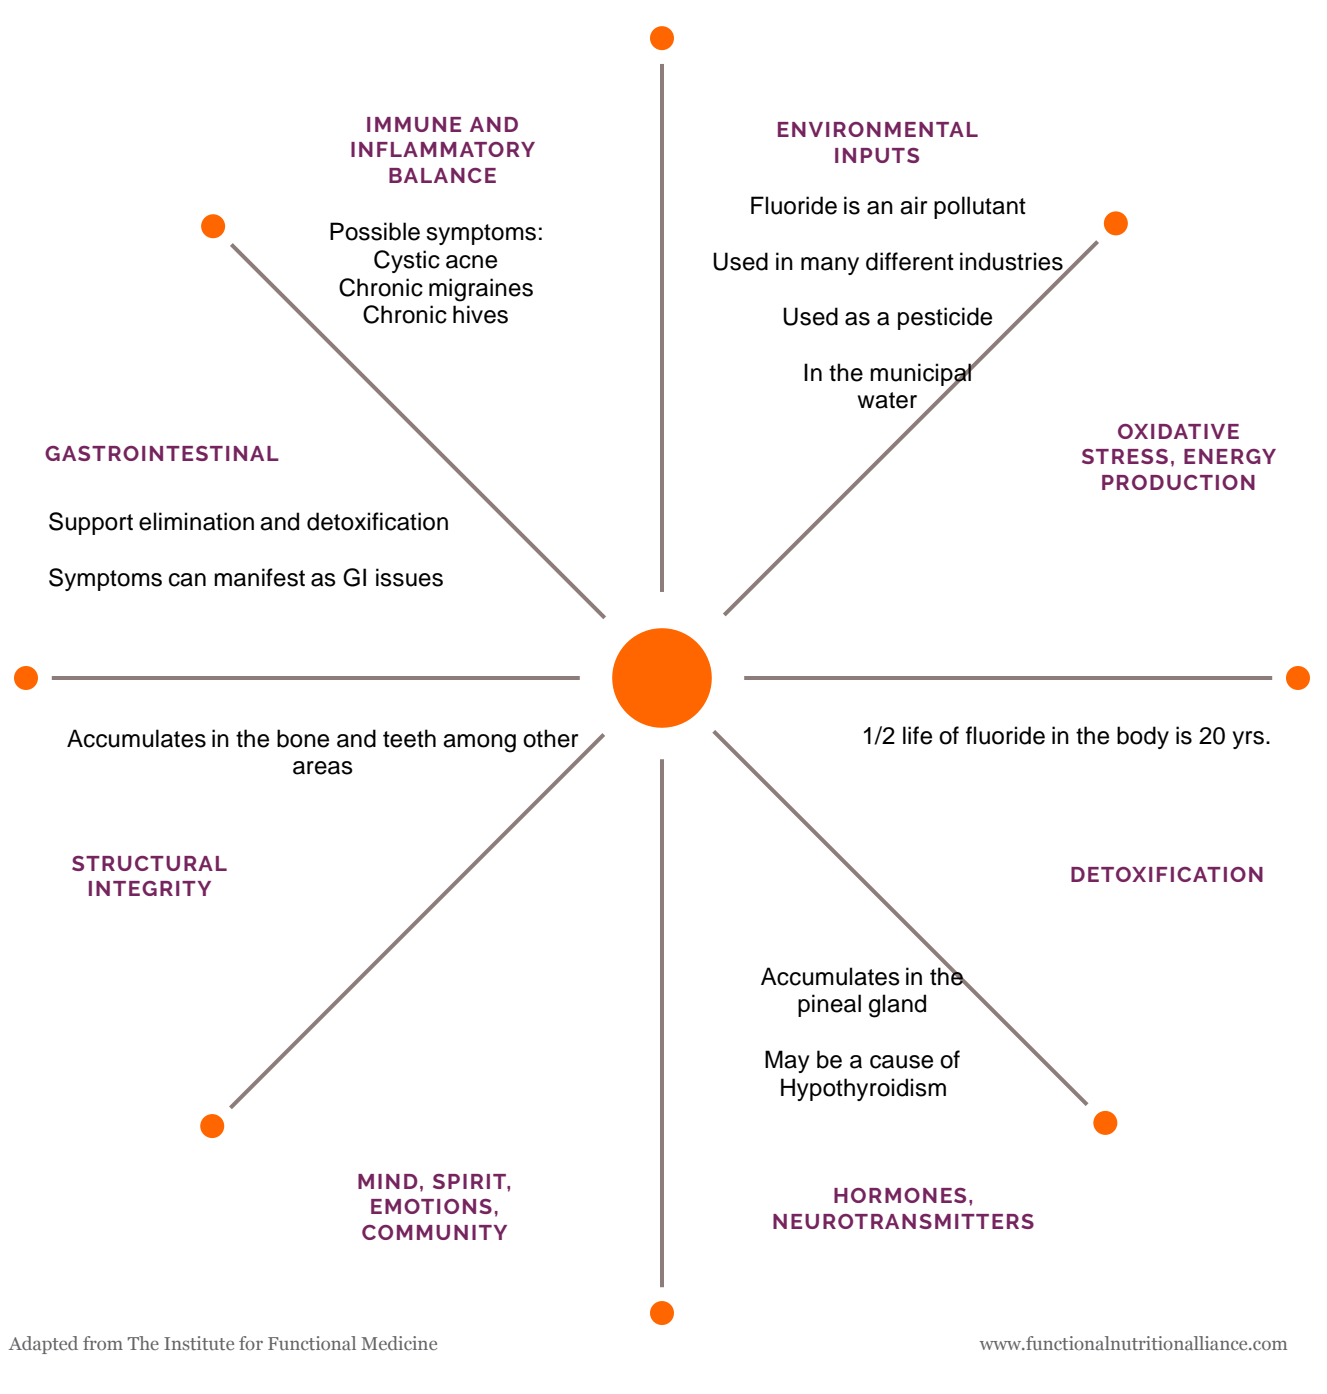 IMMUNE AND
INFLAMMATORY
BALANCE
Possible symptoms:
Cystic acne
Chronic migraines
Chronic hives
ENVIRONMENTAL
INPUTS
Fluoride is an air pollutant
Used in many different industries
Used as a pesticide
In the municipal
water
GASTROINTESTINAL
Support elimination and detoxification
Symptoms can manifest as GI issues
OXIDATIVE
STRESS, ENERGY
PRODUCTION
Accumulates in the bone and teeth among other
areas
STRUCTURAL
INTEGRITY
1/2 life of fluoride in the body is 20 yrs.
DETOXIFICATION
Accumulates in the
pineal gland
May be a cause of
Hypothyroidism
MIND, SPIRIT,
EMOTIONS,
COMMUNITY
HORMONES,
NEUROTRANSMITTERS
Adapted from The Institute for Functional Medicine
www.functionalnutritionalliance.com